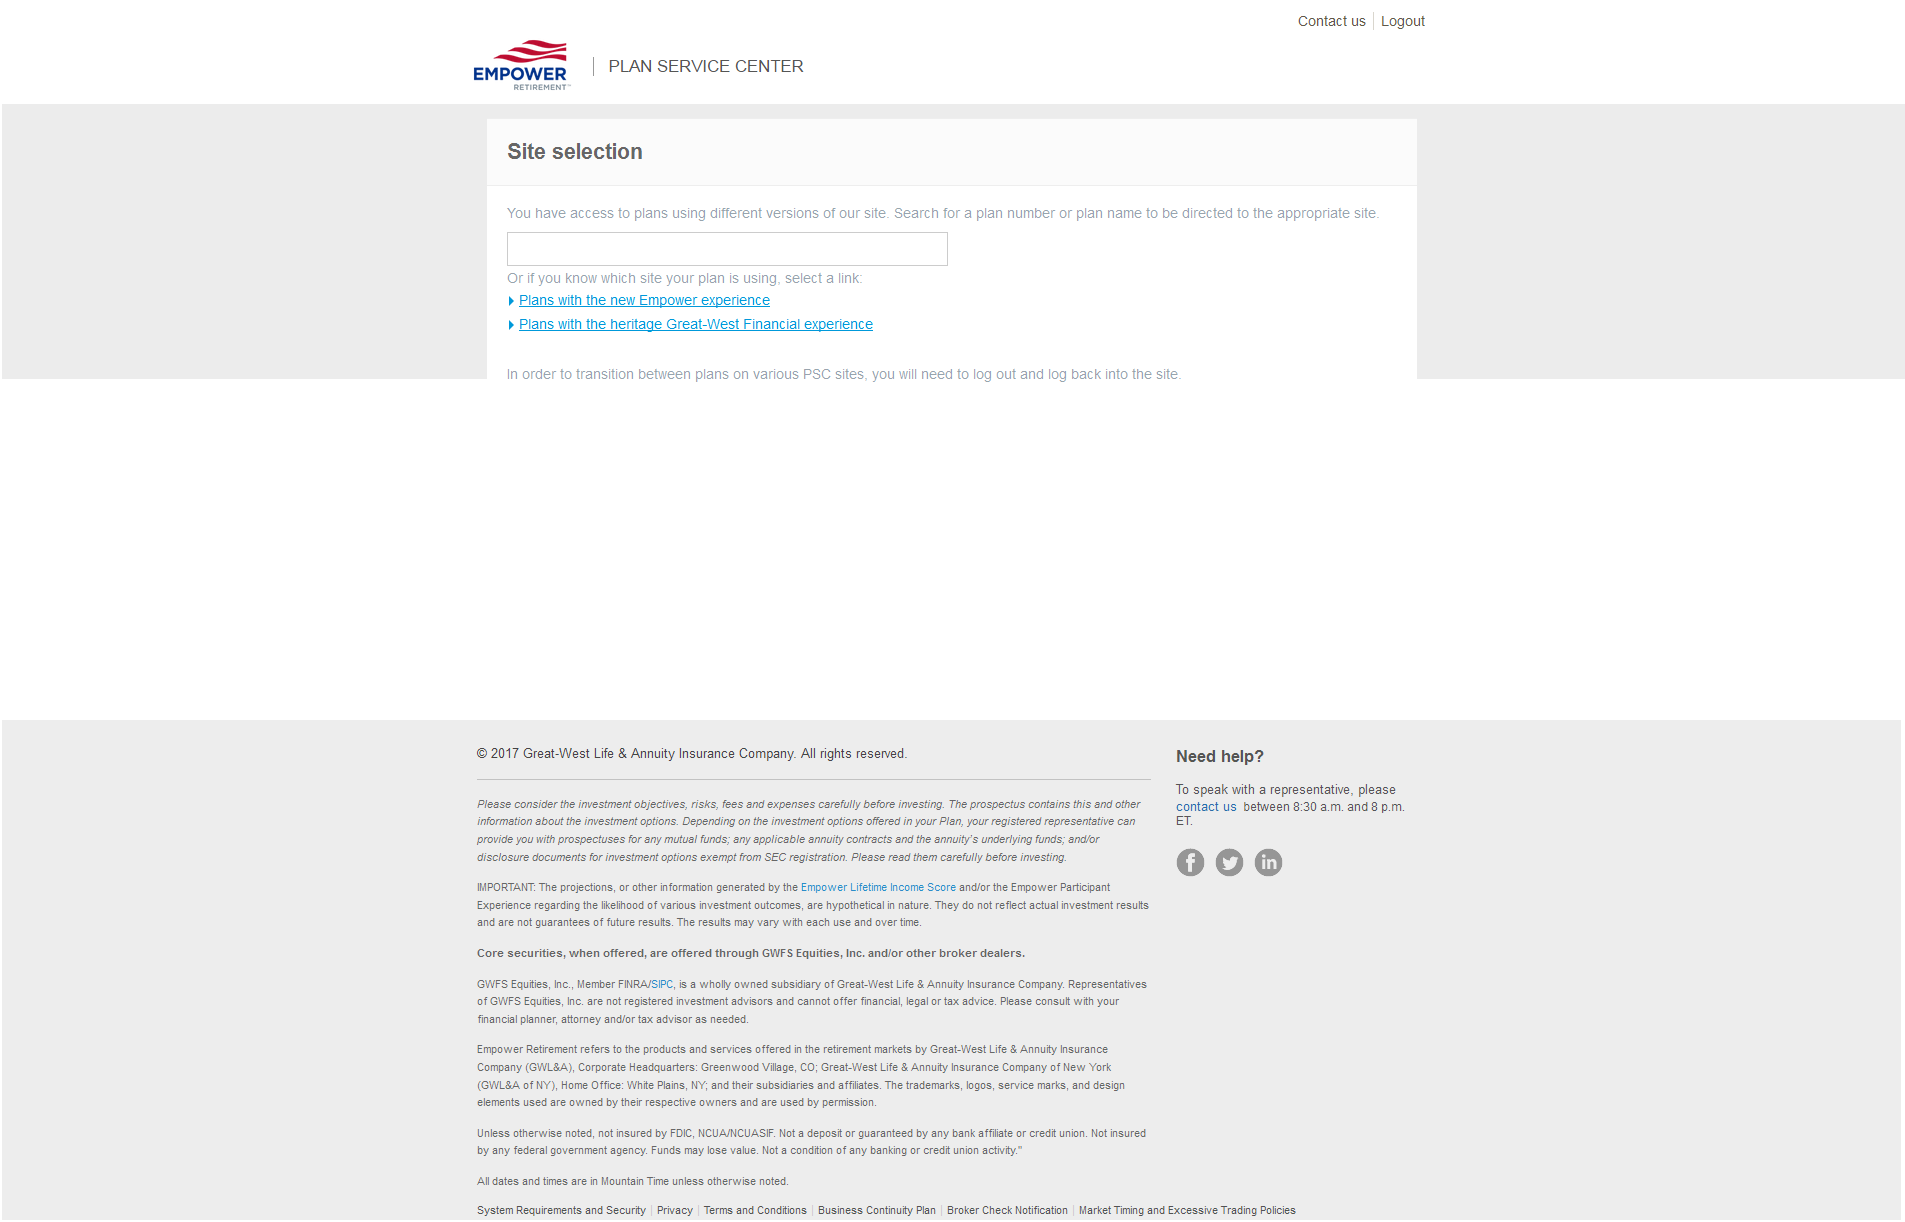 Contact us | Logout
EMPOWER
RETIREMENT™
PLAN SERVICE CENTER
Site selection
You have access to plans using different versions of our site. Search for a plan number or plan name to be directed to the appropriate site.
Or if you know which site your plan is using, select a link:
Plans with the new Empower experience
Plans with the heritage Great-West Financial experience
In order to transition between plans on various PSC sites, you will need to log out and log back into the site.
© 2017 Great-West Life & Annuity Insurance Company. All rights reserved.
Please consider the investment objectives, risks, fees and expenses carefully before investing. The prospectus contains this and other
information about the investment options. Depending on the investment options offered in your Plan, your registered representative can
provide you with prospectuses for any mutual funds; any applicable annuity contracts and the annuity's underlying funds; and/or
disclosure documents for investment options exempt from SEC registration. Please read them carefully before investing.
IMPORTANT: The projections, or other information generated by the Empower Lifetime Income Score and/or the Empower Participant
Experience regarding the likelihood of various investment outcomes, are hypothetical in nature. They do not reflect actual investment results
and are not guarantees of future results. The results may vary with each use and over time.
Core securities, when offered, are offered through GWFS Equities, Inc. and/or other broker dealers.
GWFS Equities, Inc., Member FINRA/SIPC, is a wholly owned subsidiary of Great-West Life & Annuity Insurance Company. Representatives
of GWFS Equities, Inc. are not registered investment advisors and cannot offer financial, legal or tax advice. Please consult with your
financial planner, attorney and/or tax advisor as needed.
Empower Retirement refers to the products and services offered in the retirement markets by Great-West Life & Annuity Insurance
Company (GWL&A), Corporate Headquarters: Greenwood Village, CO; Great-West Life & Annuity Insurance Company of New York
(GWL&A of NY), Home Office: White Plains, NY; and their subsidiaries and affiliates. The trademarks, logos, service marks, and design
elements used are owned by their respective owners and are used by permission.
Unless otherwise noted, not insured by FDIC, NCUA/NCUASIF. Not a deposit or guaranteed by any bank affiliate or credit union. Not insured
by any federal government agency. Funds may lose value. Not a condition of any banking or credit union activity."
All dates and times are in Mountain Time unless otherwise noted.
System Requirements and Security | Privacy | Terms and Conditions | Business Continuity Plan | Broker Check Notification | Market Timing and Excessive Trading Policies
Need help?
To speak with a representative, please
contact us between 8:30 a.m. and 8 p.m.
ET.